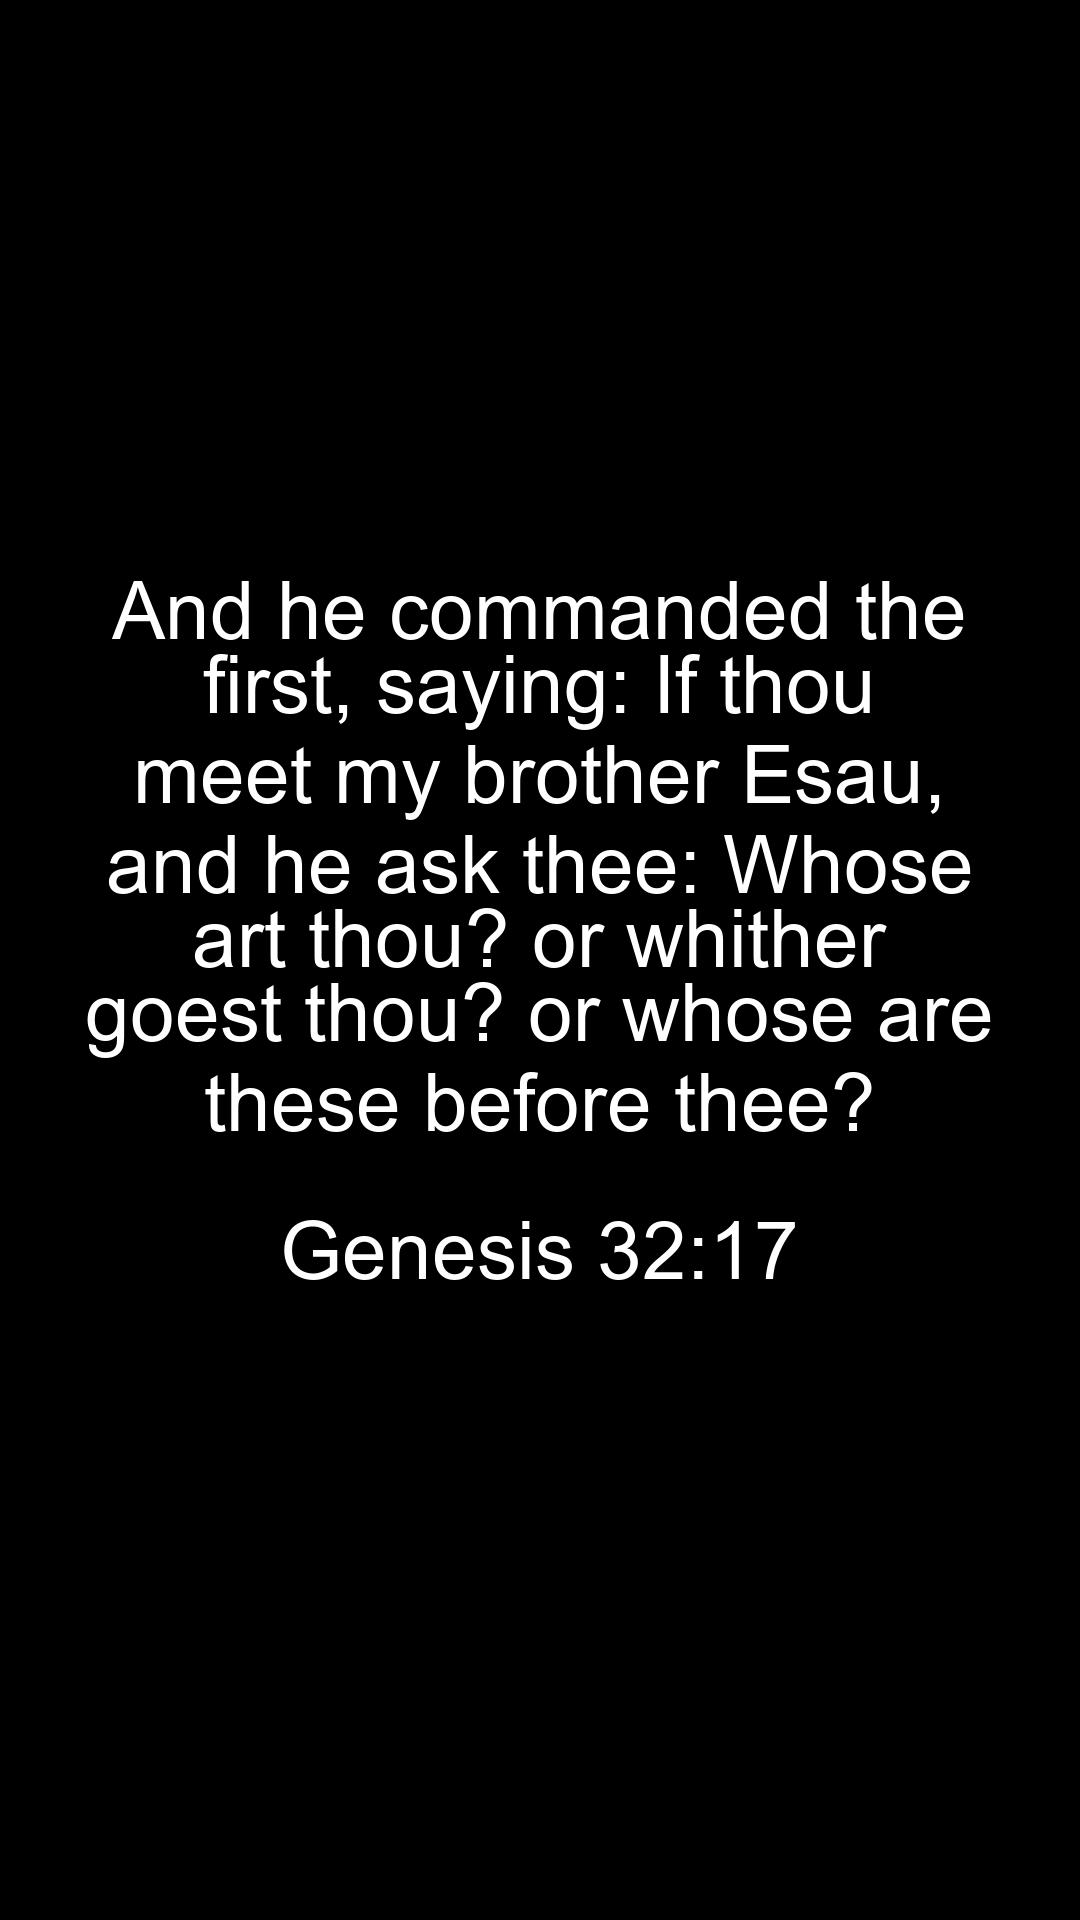 And he commanded the
first, saying: If thou
meet my brother Esau,
and he ask thee: Whose
art thou? or whither
goest thou? or whose are
these before thee?
Genesis 32:17